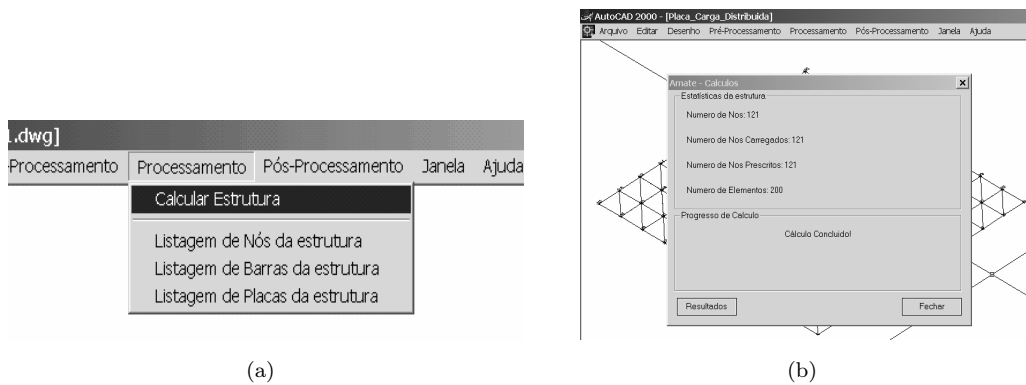 1.dwg]
-Processamento Processamento Pós-Processamento Janela Ajuda
Calcular Estrutura
Listagem de Nós da estrutura
Listagem de Barras da estrutura
Listagem de Placas da estrutura
(a)
AutoCAD 2000 - [Placa_Carga_Distribuida]
Arquivo Editar Desenho Pré-Processamento Processamento Pós-Processamento Janela Ajuda
Amate - Calculos
Estatísticas da estrutura
Numero de Nos: 121
Numero de Nos Carregados: 121
Numero de Nos Prescritos: 121
Numero de Elementos: 200
Progresso de Calculo
Cálculo Concluido!
Resultados Fechar
(b)